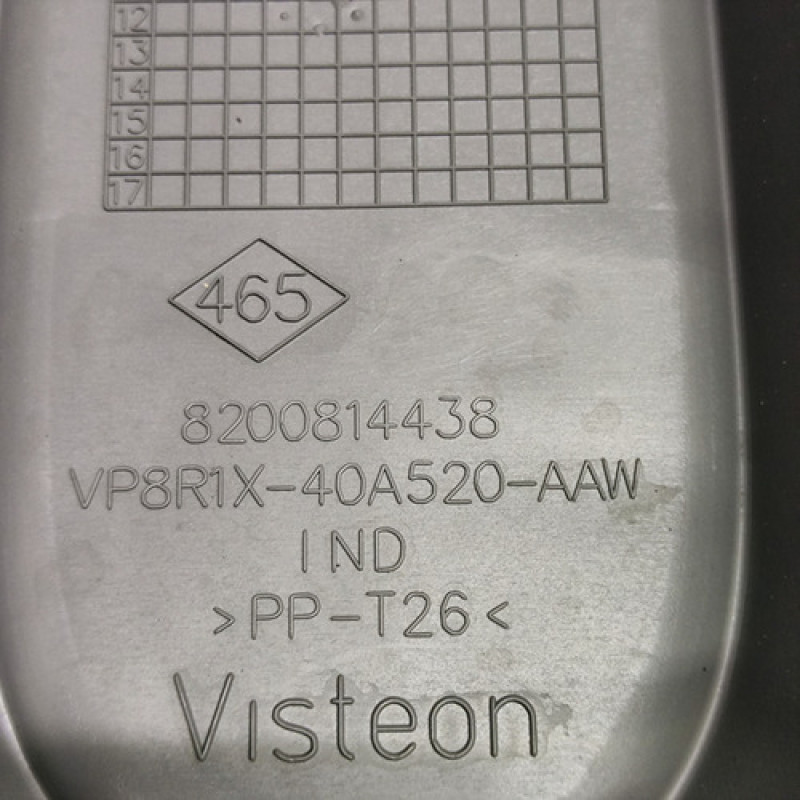 12
13
14
15
16
17
465
8200814438
VP8R1X-40A520-AAW
IND
>PP-T26<
Visteon